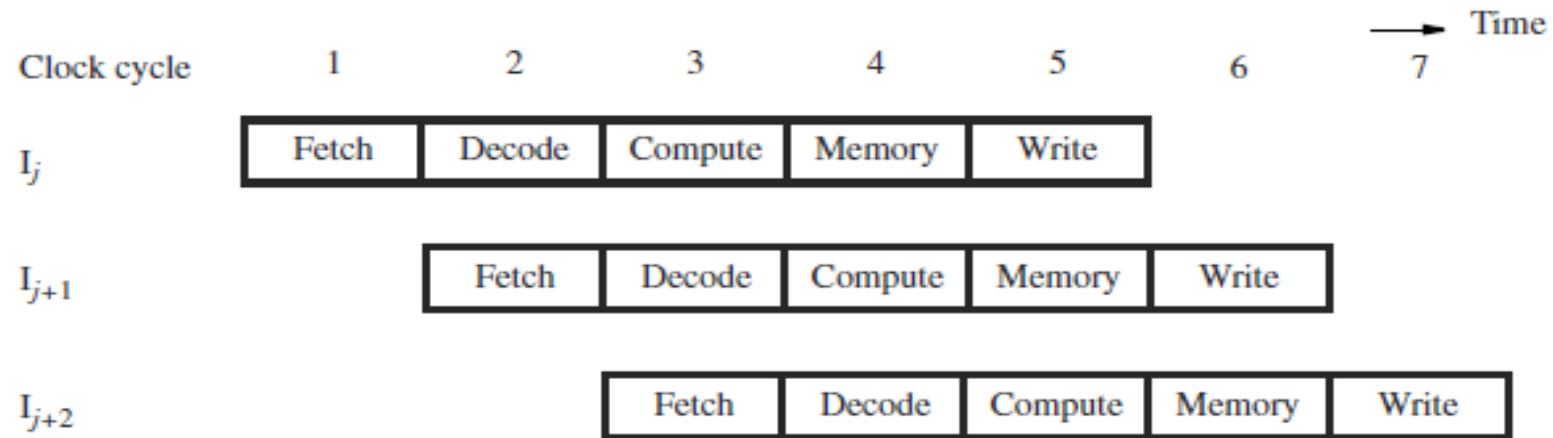 Time
Clock cycle 1 2 3 4 5 6 7
Ij Fetch Decode Compute Memory Write
Ij+1 Fetch Decode Compute Memory Write
Ij+2 Fetch Decode Compute Memory Write